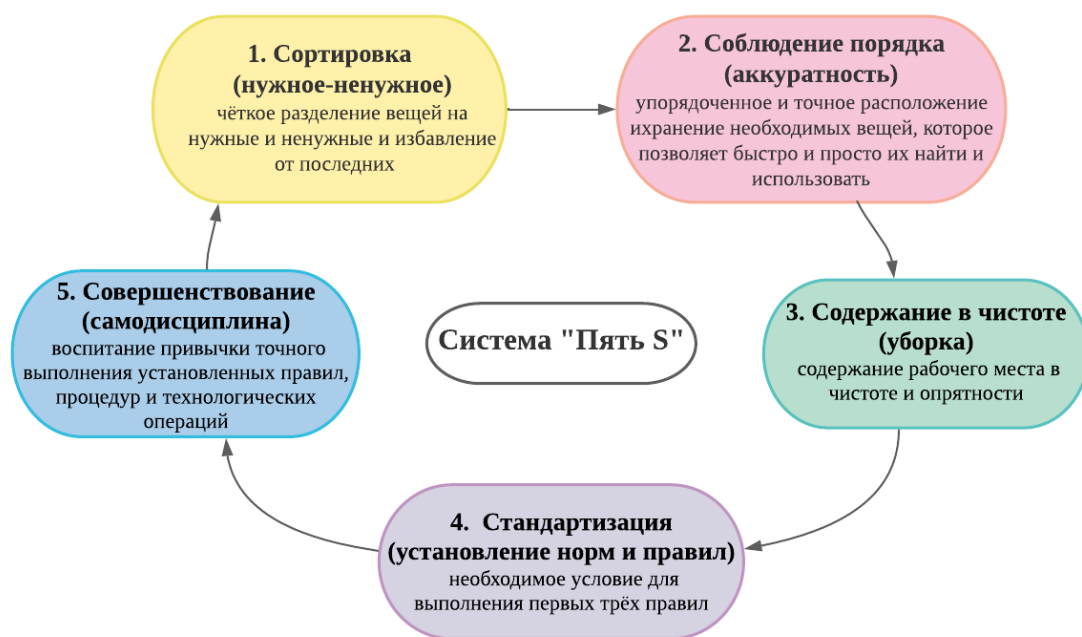 1. Сортировка
(нужное-ненужное)
чёткое разделение вещей на
нужные и ненужные и избавление
от последних
2. Соблюдение порядка
(аккуратность)
упорядоченное и точное расположение
ихранение необходимых вещей, которое
позволяет быстро и просто их найти и
использовать
3. Содержание в чистоте
(уборка)
содержание рабочего места в
чистоте и опрятности
4. Стандартизация
(установление норм и правил)
необходимое условие для
выполнения первых трёх правил
5. Совершенствование
(самодисциплина)
воспитание привычки точного
выполнения установленных правил,
процедур и технологических
операций
Система "Пять S"